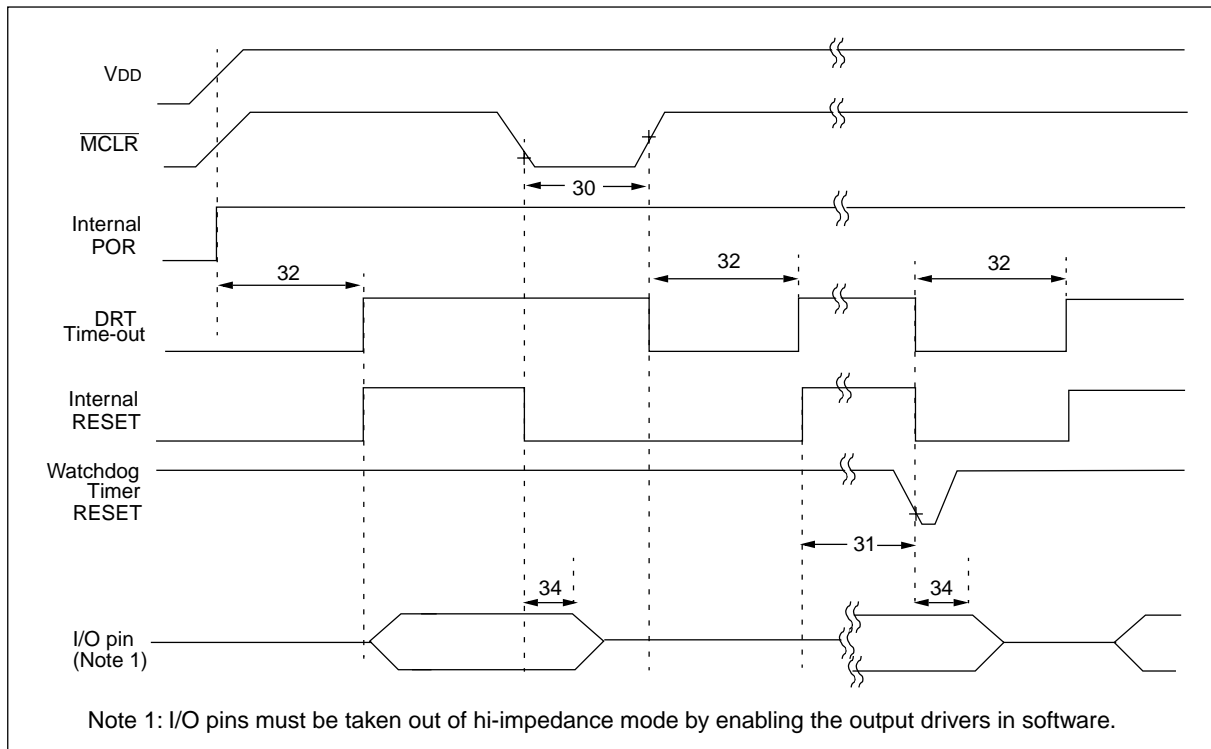 VDD
MCLR
30
Internal
POR
32
32
32
DRT
Time-out
Internal
RESET
Watchdog
Timer
RESET
31
34
34
I/O pin
(Note 1)
Note 1: I/O pins must be taken out of hi-impedance mode by enabling the output drivers in software.